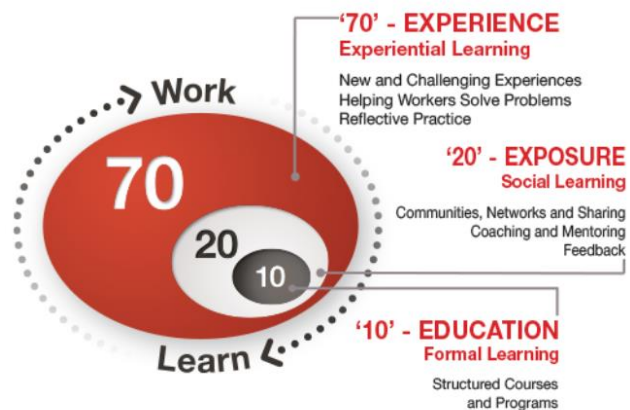 '70' - EXPERIENCE
Experiential Learning
New and Challenging Experiences
Helping Workers Solve Problems
Reflective Practice
Work
70
'20' - EXPOSURE
Social Learning
Communities, Networks and Sharing
Coaching and Mentoring
Feedback
20
10
Learn
'10' - EDUCATION
Formal Learning
Structured Courses
and Programs